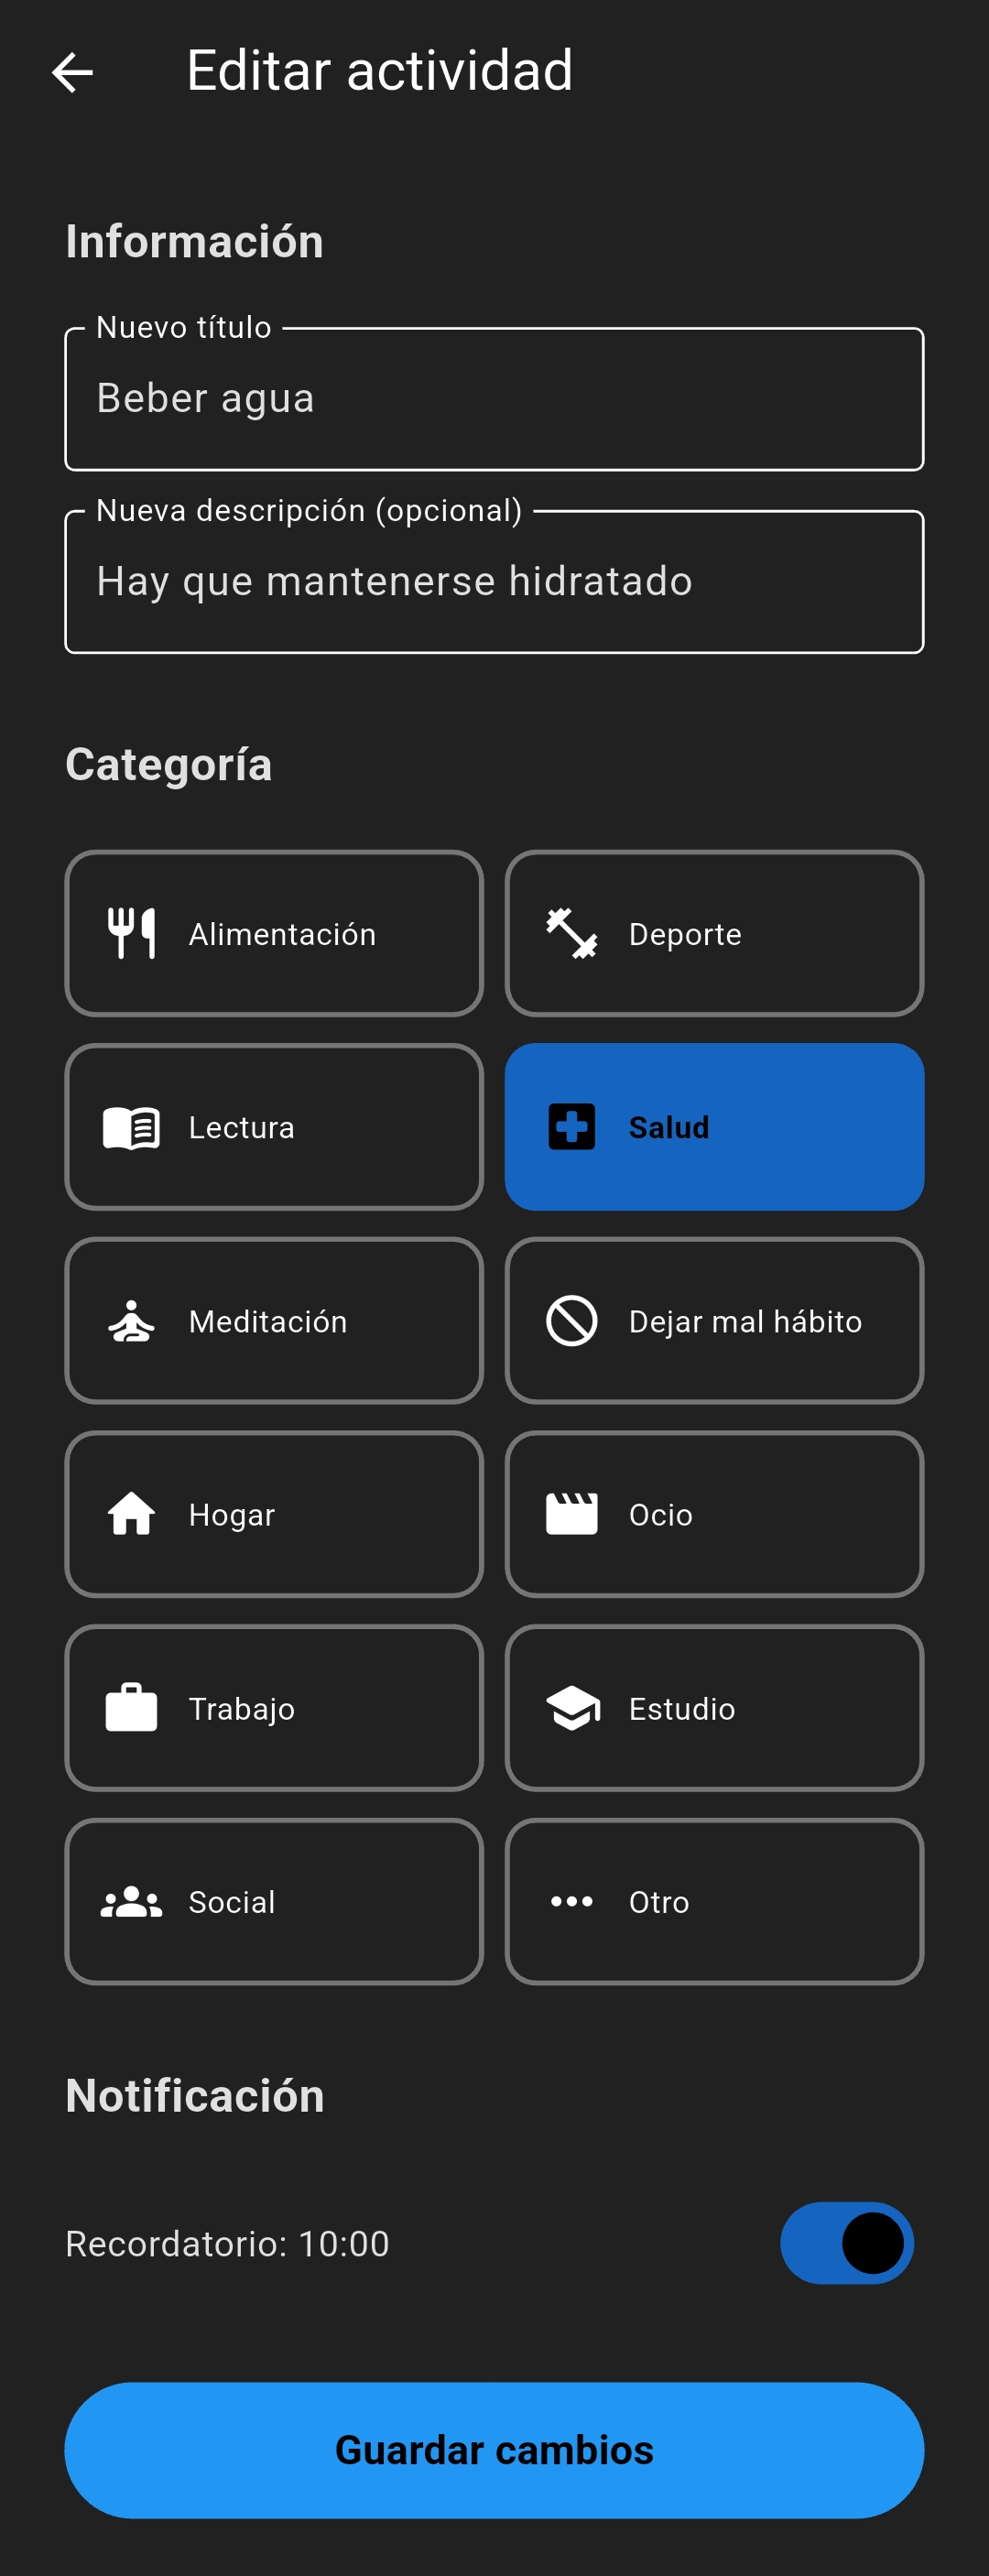 Editar actividad
Información
Nuevo título
Beber agua
Nueva descripción (opcional)
Hay que mantenerse hidratado
Categoría
Alimentación
Deporte
Lectura
Salud
Meditación
Dejar mal hábito
Hogar
Ocio
Trabajo
Estudio
Social
Otro
Notificación
Recordatorio: 10:00
Guardar cambios